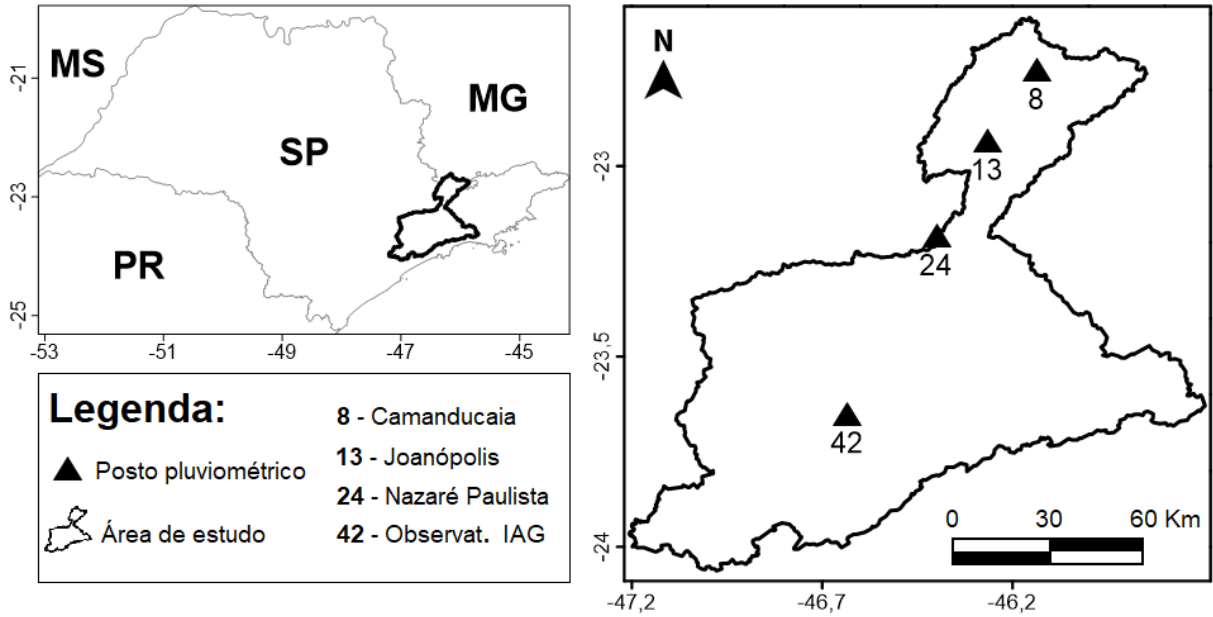 MS
MG
SP
PR
-21
-23
-25
-53
-51
-49
-47
-45
Legenda:
Posto pluviométrico
Área de estudo
8 - Camanducaia
13 - Joanópolis
24 - Nazaré Paulista
42 - Observat. IAG
N
8
13
24
42
-23
-23,5
-24
0 30 60 Km
-47,2
-46,7
-46,2